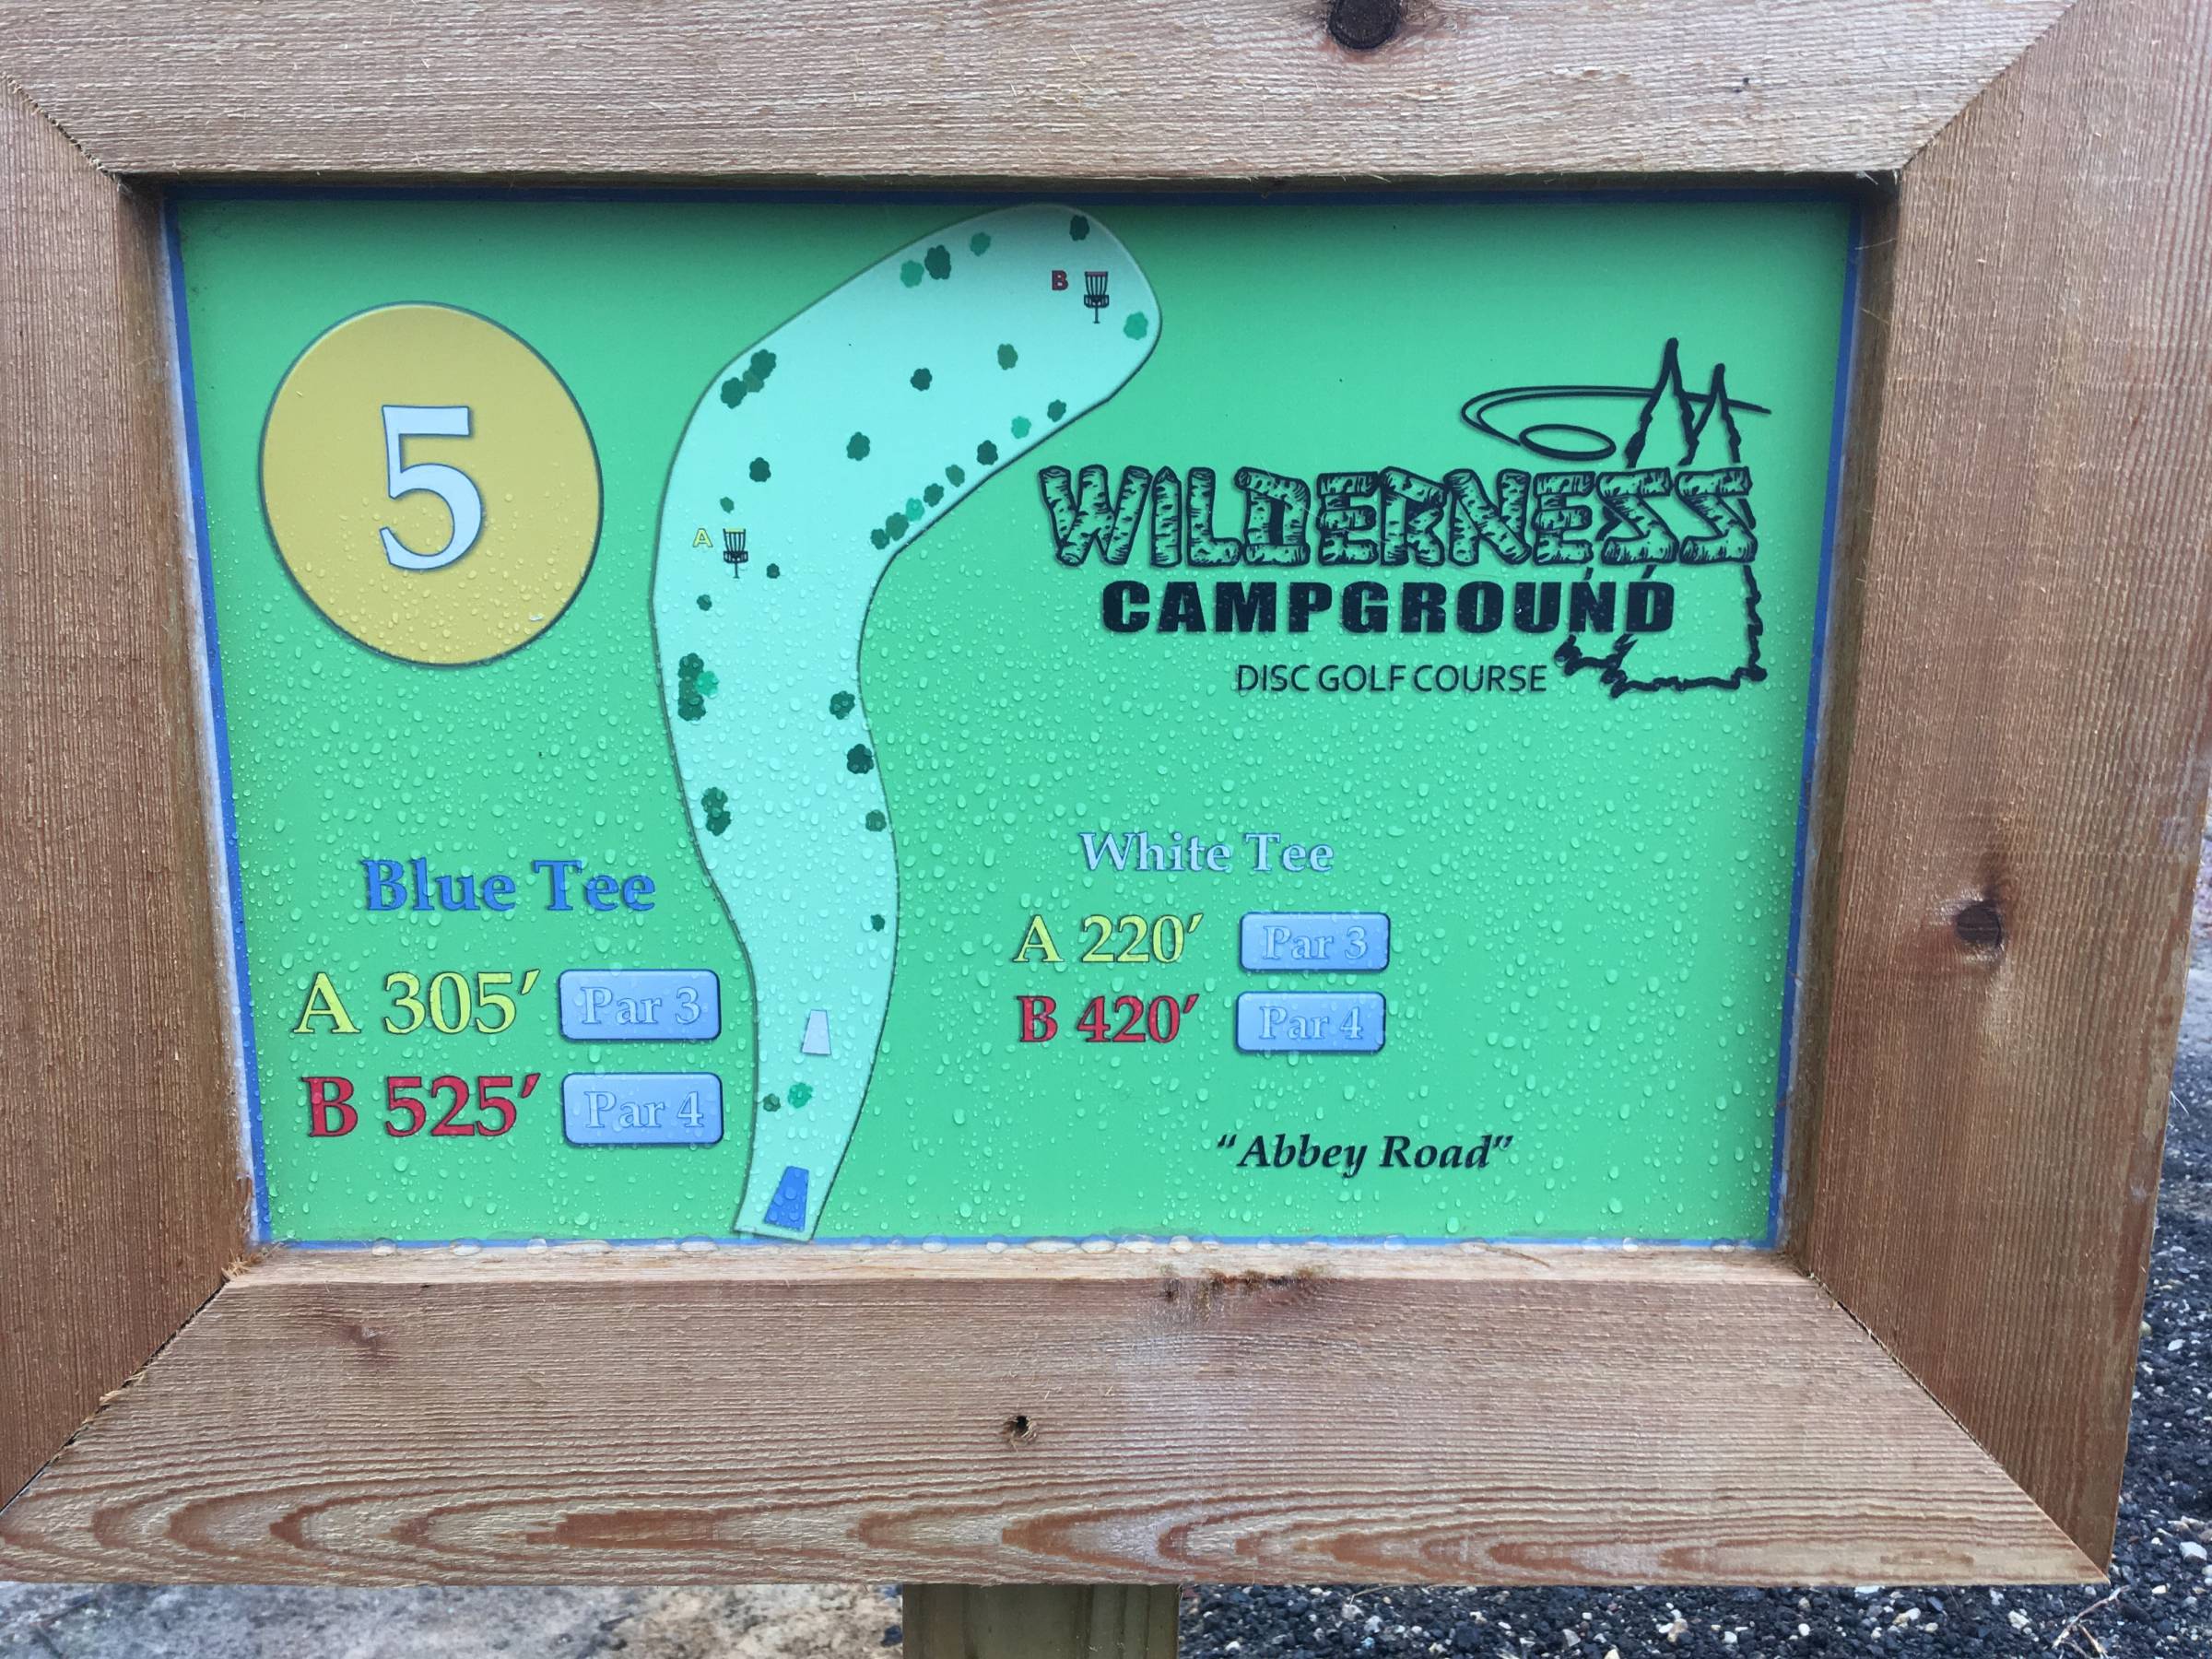 5
B
A
WILDERNESS
CAMPGROUND
DISC GOLF COURSE
Blue Tee
A 305' Par 3
B 525' Par 4
White Tee
A 220' Par 3
B 420' Par 4
"Abbey Road"